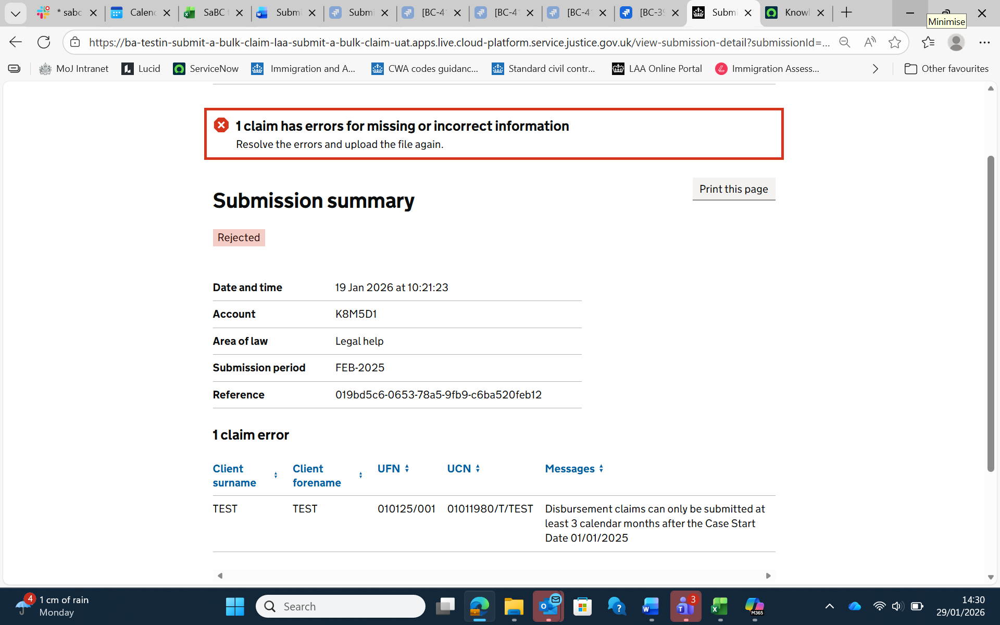 * sabc
Calenc
SaBC f
Submi
Submi
[BC-4
[BC-4
[BC-4
[BC-39
Submi
Knowl
Minimise
https://ba-testin-submit-a-bulk-claim-laa-submit-a-bulk-claim-uat.apps.live.cloud-platform.service.justice.gov.uk/view-submission-detail?submissionId=...
MoJ Intranet
Lucid
ServiceNow
Immigration and A...
CWA codes guidanc...
Standard civil contr...
LAA Online Portal
Immigration Assess...
Other favourites
1 claim has errors for missing or incorrect information
Resolve the errors and upload the file again.
Submission summary
Print this page
Rejected
Date and time 19 Jan 2026 at 10:21:23
Account K8M5D1
Area of law Legal help
Submission period FEB-2025
Reference 019bd5c6-0653-78a5-9fb9-c6ba520feb12
1 claim error
Client surname
Client forename
UFN
UCN
Messages
TEST TEST 010125/001 01011980/T/TEST Disbursement claims can only be submitted at
least 3 calendar months after the Case Start
Date 01/01/2025
4
1 cm of rain
Monday
Search
3
M365
14:30
29/01/2026